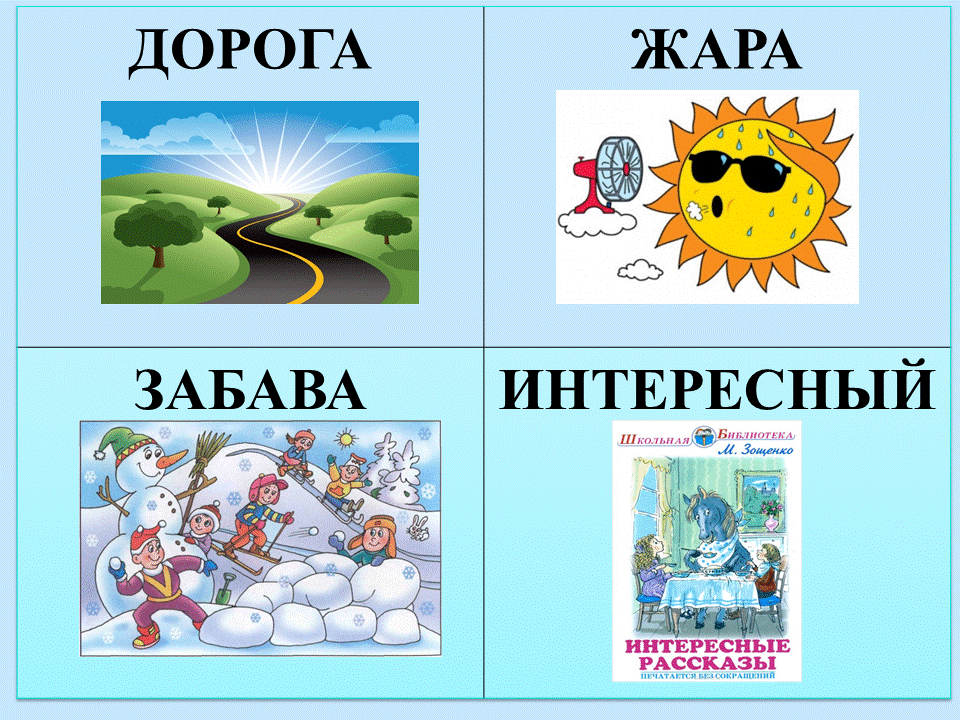 ДОРОГА
ЖАРА
ЗАБАВА
ИНТЕРЕСНЫЙ
ШКОЛЬНАЯ БИБЛИОТЕКА
М. Зощенко
ИНТЕРЕСНЫЕ
РАССКАЗЫ
ПЕЧАТАЕТСЯ БЕЗ СОКРАЩЕНИЙ